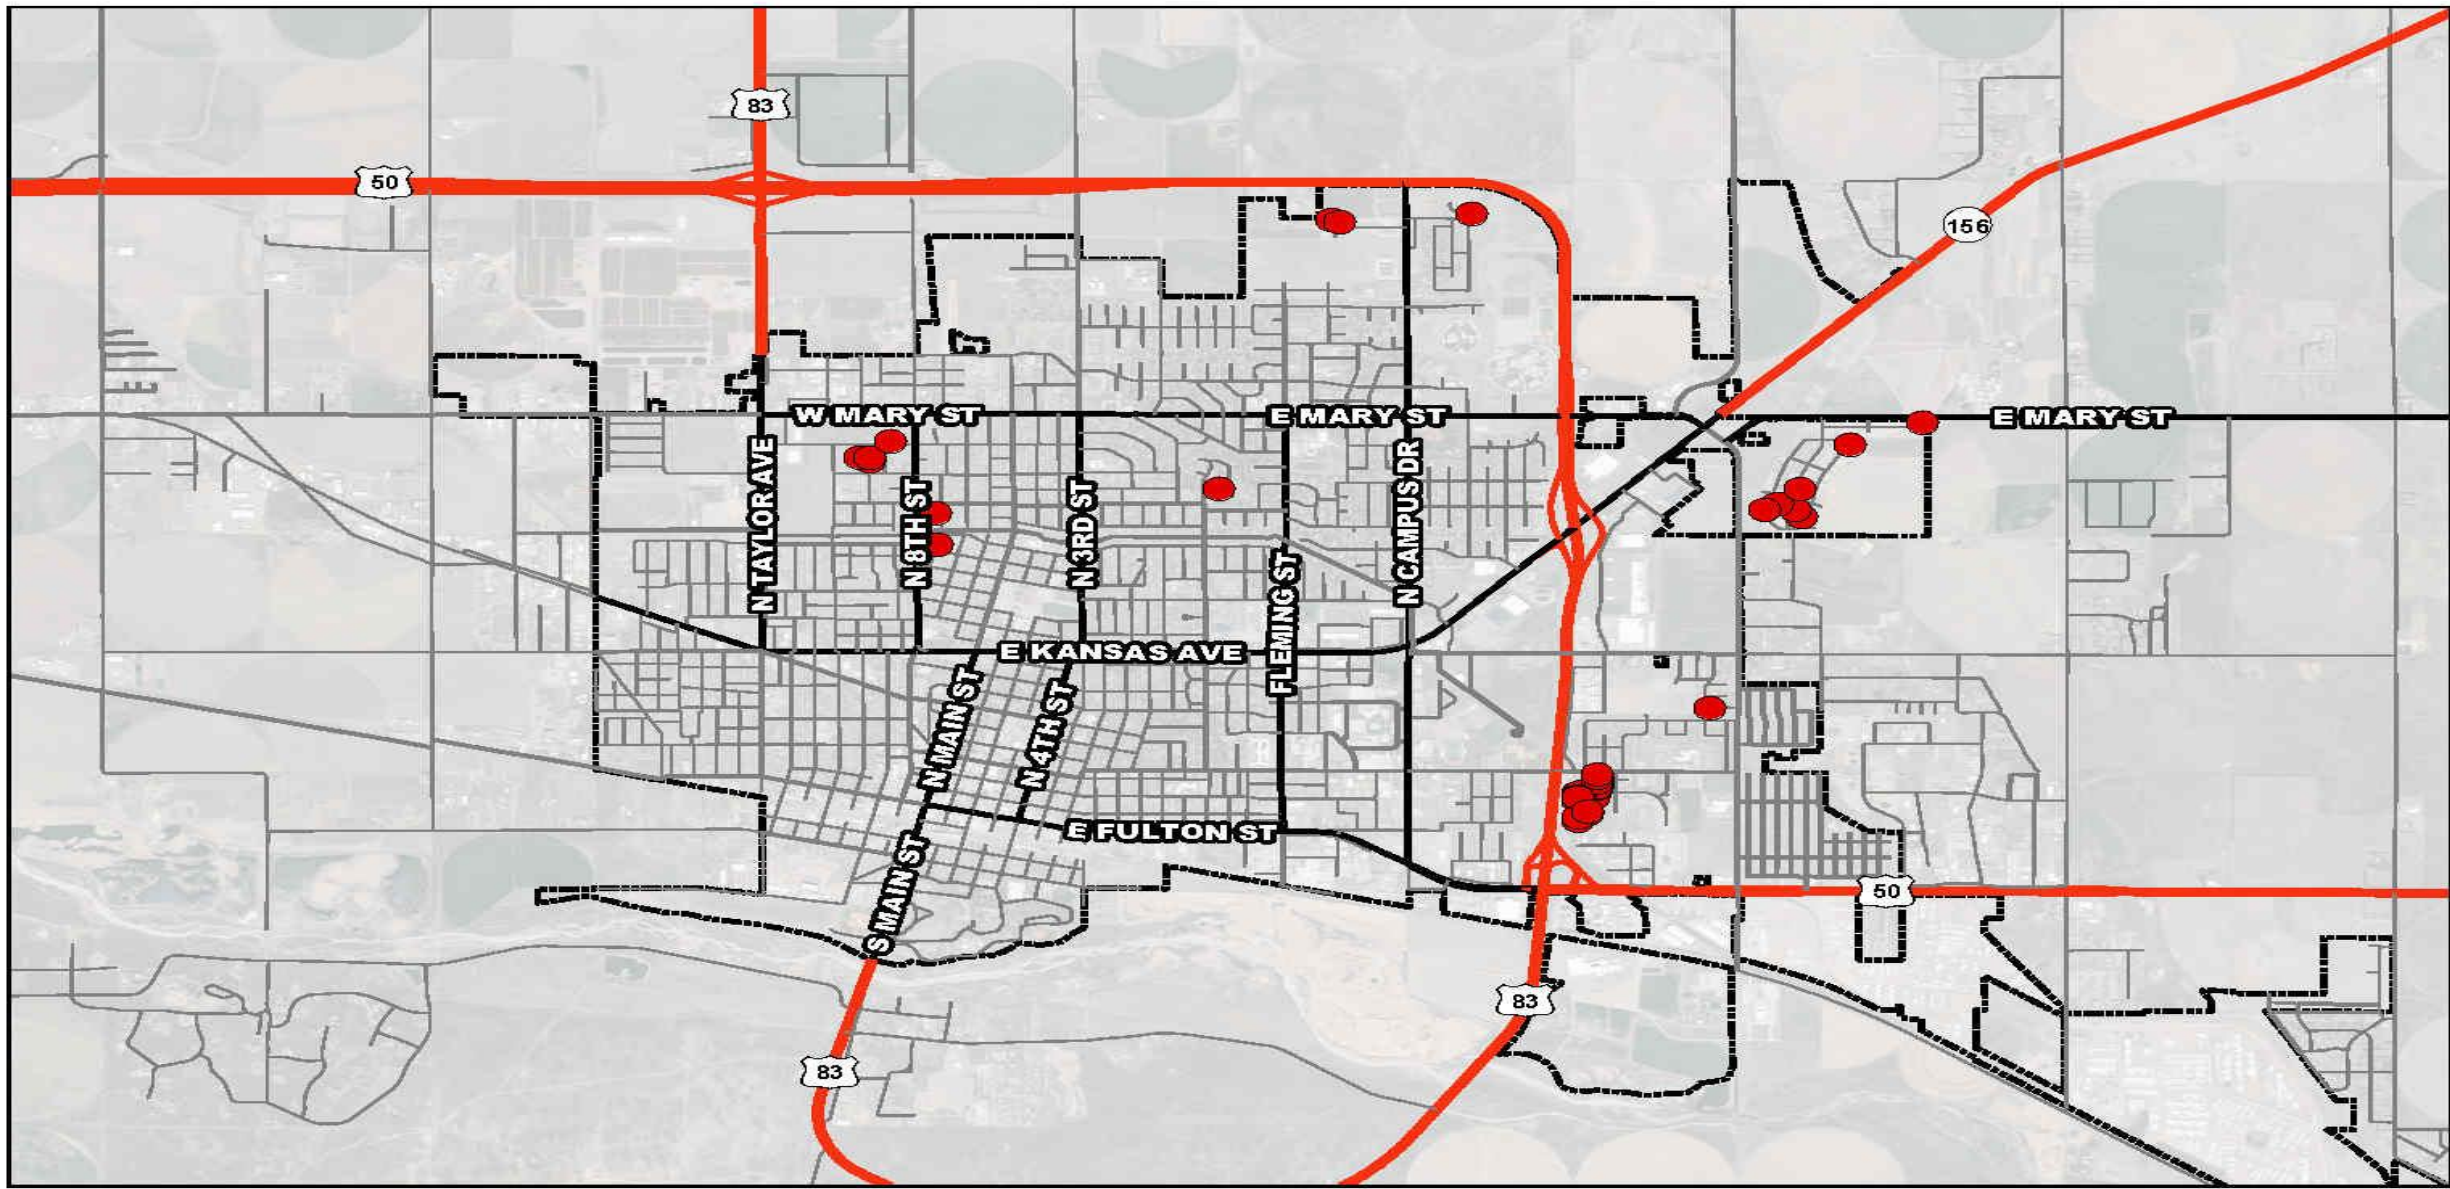 83
50
156
W MARY ST
E MARY ST
E MARY ST
N TAYLOR AVE
N 8TH ST
N 3RD ST
FLEMING ST
N CAMPUS DR
E KANSAS AVE
N MAIN ST
N 4TH ST
E FULTON ST
S MAIN ST
50
83
83